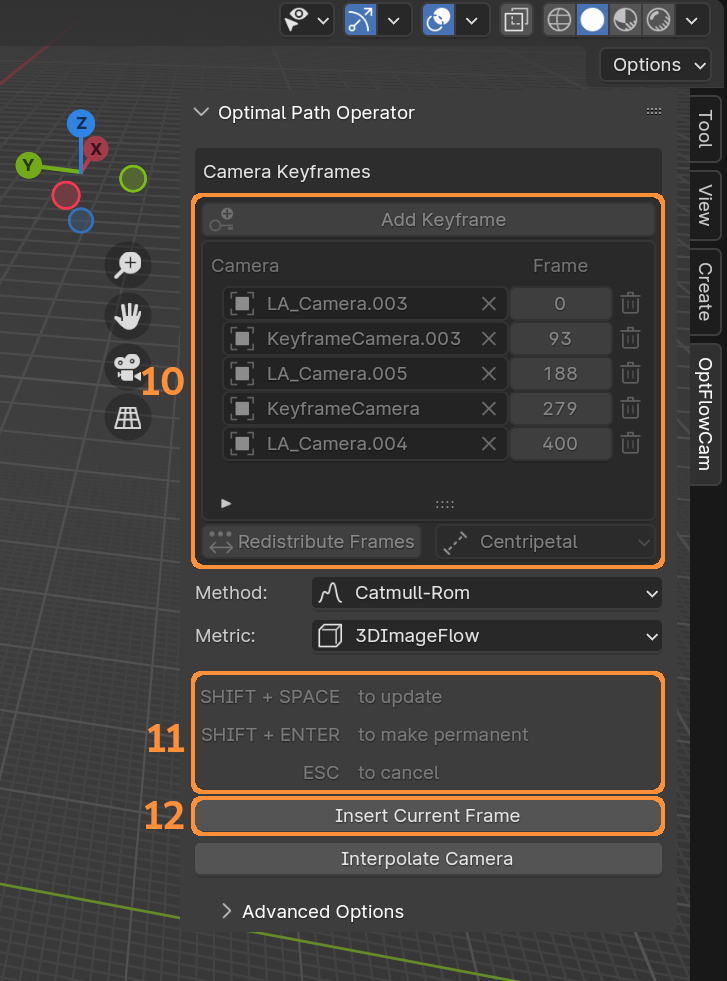 Options
Z
X
Y
Optimal Path Operator
Tool
Camera Keyframes
View
Add Keyframe
Camera Frame
Create
LA_Camera.003 0
KeyframeCamera.003 93
LA_Camera.005 188
10
KeyframeCamera 279
OptFlowCam
LA_Camera.004 400
Redistribute Frames Centripetal
Method: Catmull-Rom
Metric: 3DImageFlow
SHIFT + SPACE to update
11
SHIFT + ENTER to make permanent
ESC to cancel
12
Insert Current Frame
Interpolate Camera
Advanced Options